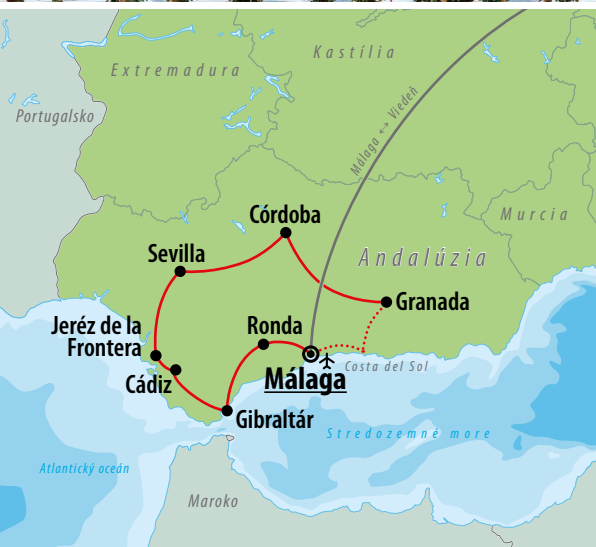 Kastília
Extremadura
Portugalsko
Málaga ↔ Viedeň
Córdoba
Murcia
Sevilla
Andalúzia
Granada
Jeréz de la
Frontera
Ronda
Cádiz
Málaga
Costa del Sol
Gibraltár
Stredozemné more
Atlantický oceán
Maroko